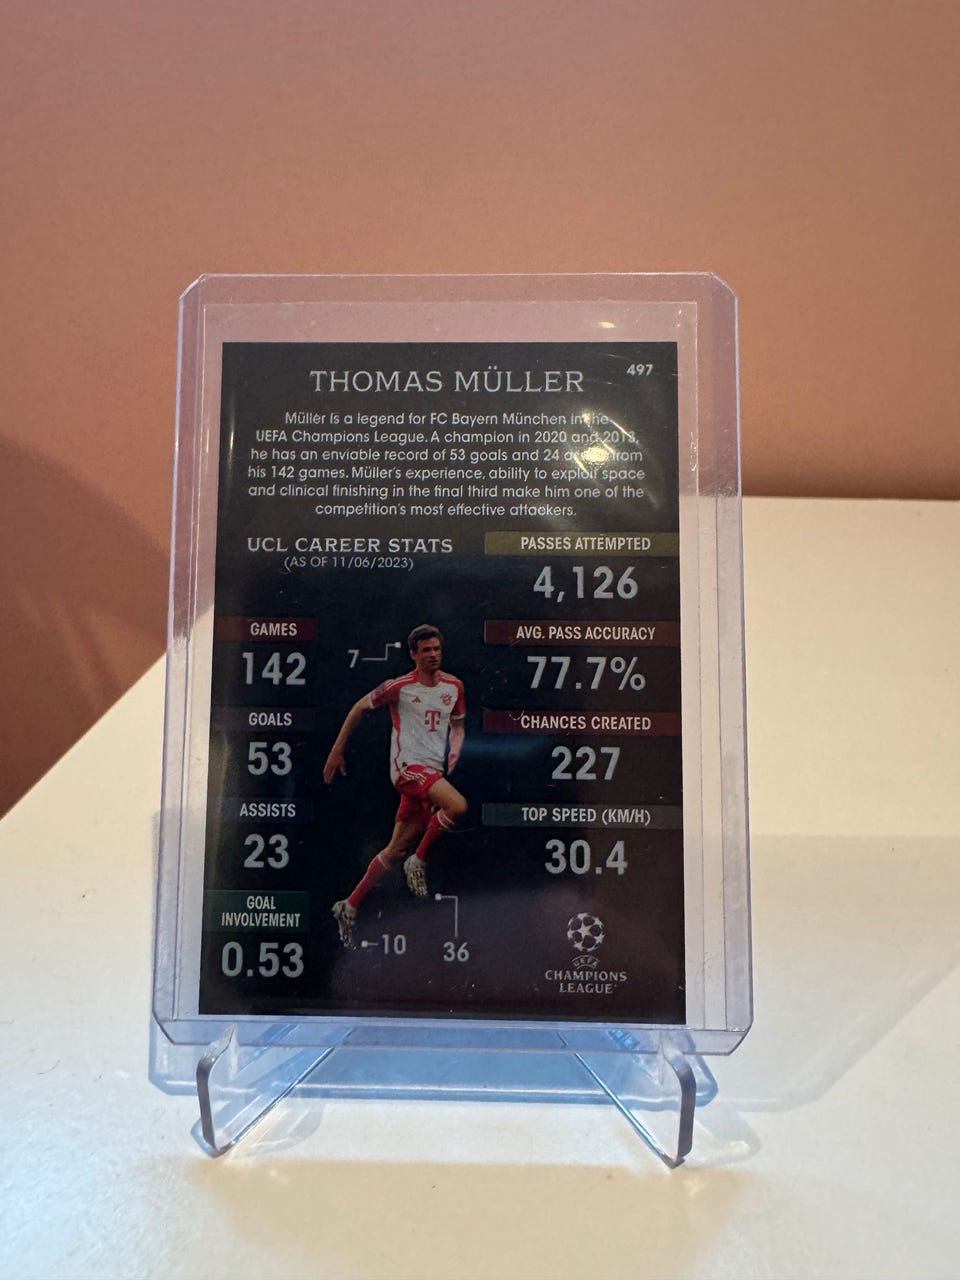 497
THOMAS MÜLLER
Müller is a legend for FC Bayern München in the
UEFA Champions League. A champion in 2020 and 2013,
he has an enviable record of 53 goals and 24 from
his 142 games. Müller's experience, ability to exploit space
and clinical finishing in the final third make him one of the
competition's most effective attackers.
UCL CAREER STATS
(AS OF 11/06/2023)
GAMES
142
GOALS
53
ASSISTS
23
GOAL
INVOLVEMENT
0.53
7
T
10
36
PASSES ATTEMPTED
4,126
AVG. PASS ACCURACY
77.7%
CHANCES CREATED
227
TOP SPEED (KM/H)
30.4
UEFA
CHAMPIONS
LEAGUE